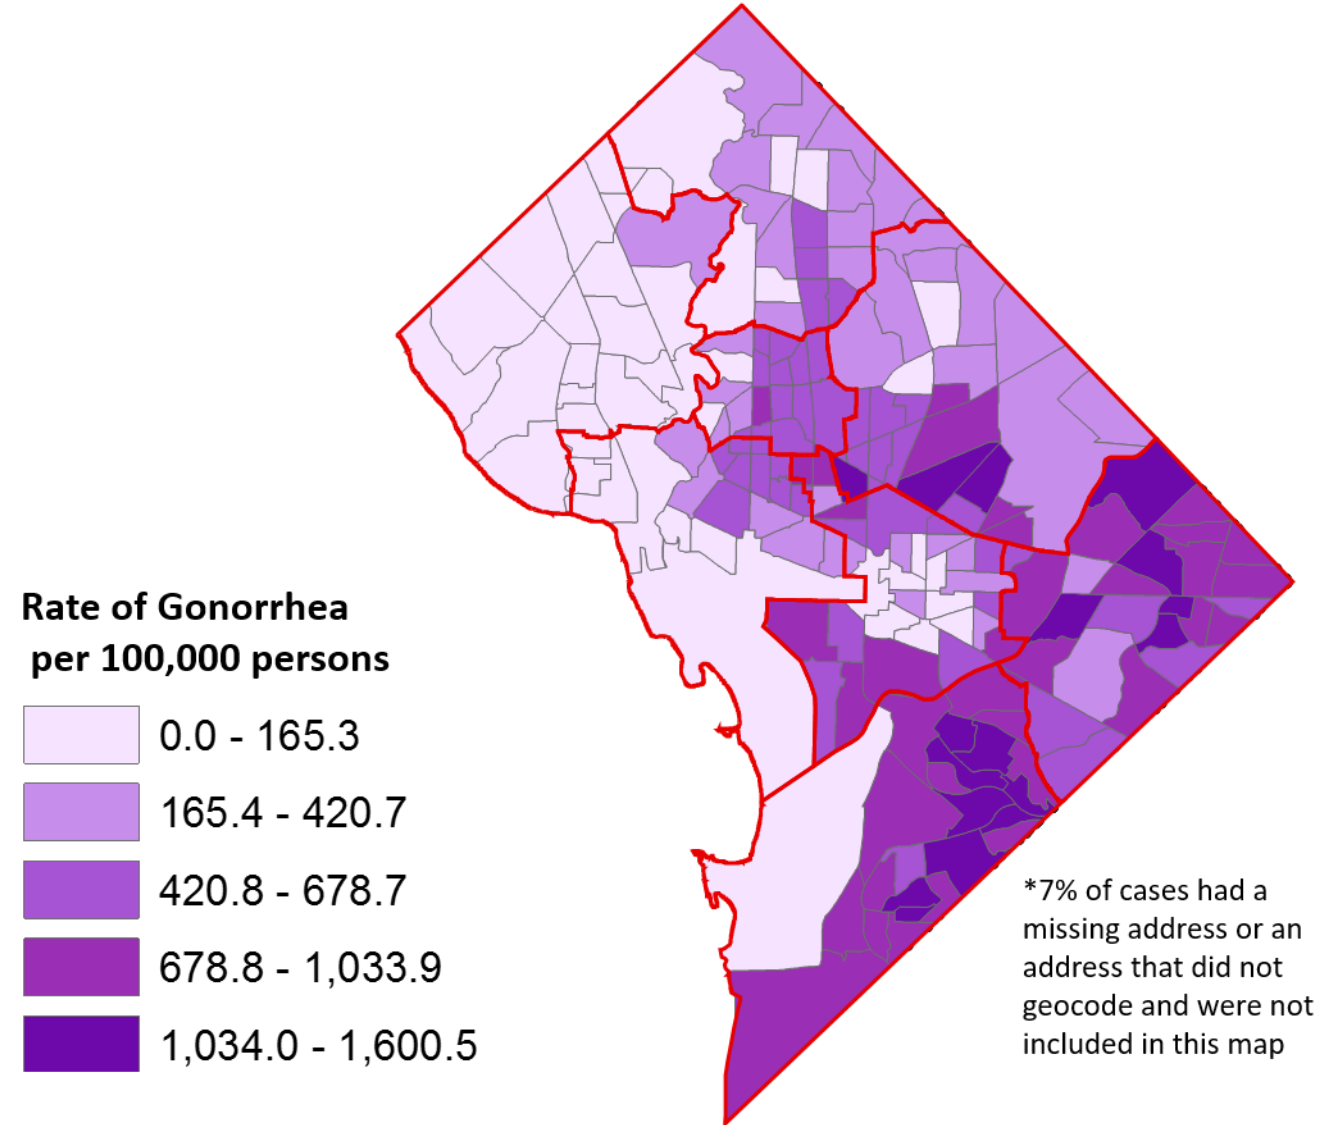 Rate of Gonorrhea
per 100,000 persons
0.0 - 165.3
165.4 - 420.7
420.8 - 678.7
678.8 - 1,033.9
1,034.0 - 1,600.5
*7% of cases had a
missing address or an
address that did not
geocode and were not
included in this map